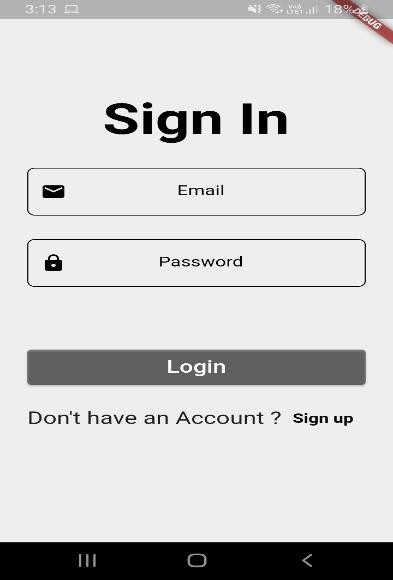 3:13 18%
DEBUG
Sign In
Email
Password
Login
Don't have an Account ? Sign up